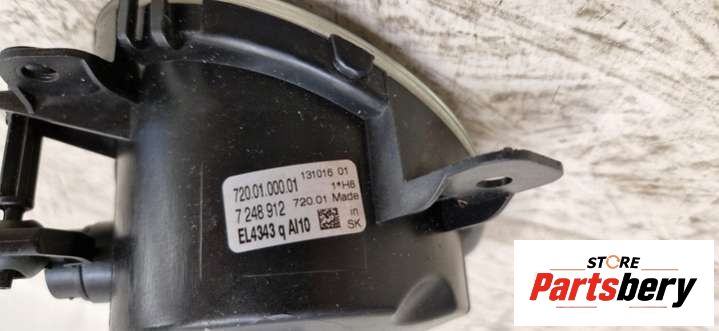 720.01.000.01 131016 01
1*H8
7 248 912 720.01 Made
in
EL4343 q AI10 SK
STORE
Partsbery